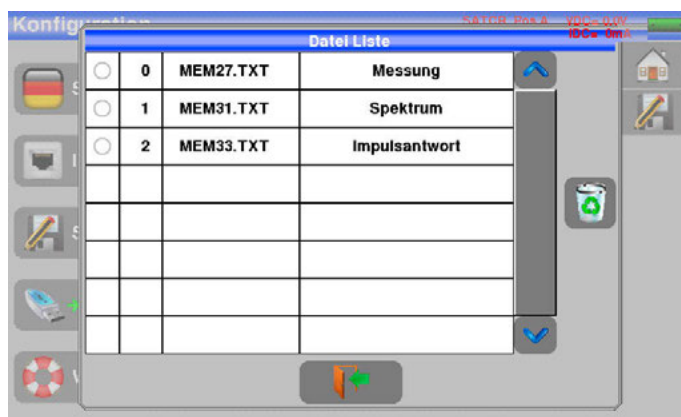 Konfiguration
SATCR Pos A VDC= 0.0V
IDC= 0mA
Datei Liste
0 MEM27.TXT Messung
1 MEM31.TXT Spektrum
2 MEM33.TXT Impulsantwort
S
I
S
V